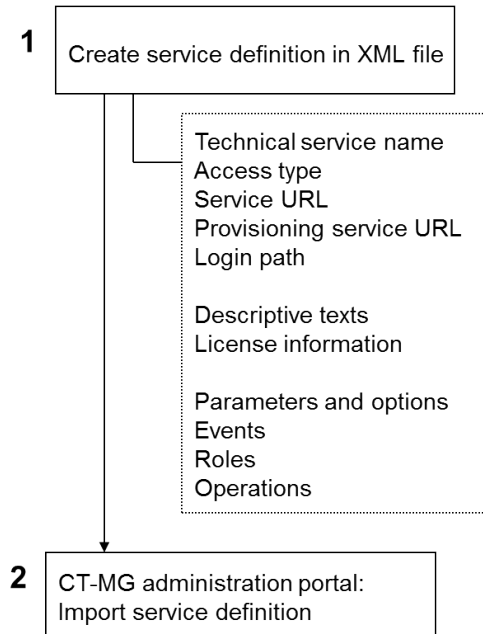 1
Create service definition in XML file
Technical service name
Access type
Service URL
Provisioning service URL
Login path
Descriptive texts
License information
Parameters and options
Events
Roles
Operations
2
CT-MG administration portal:
Import service definition